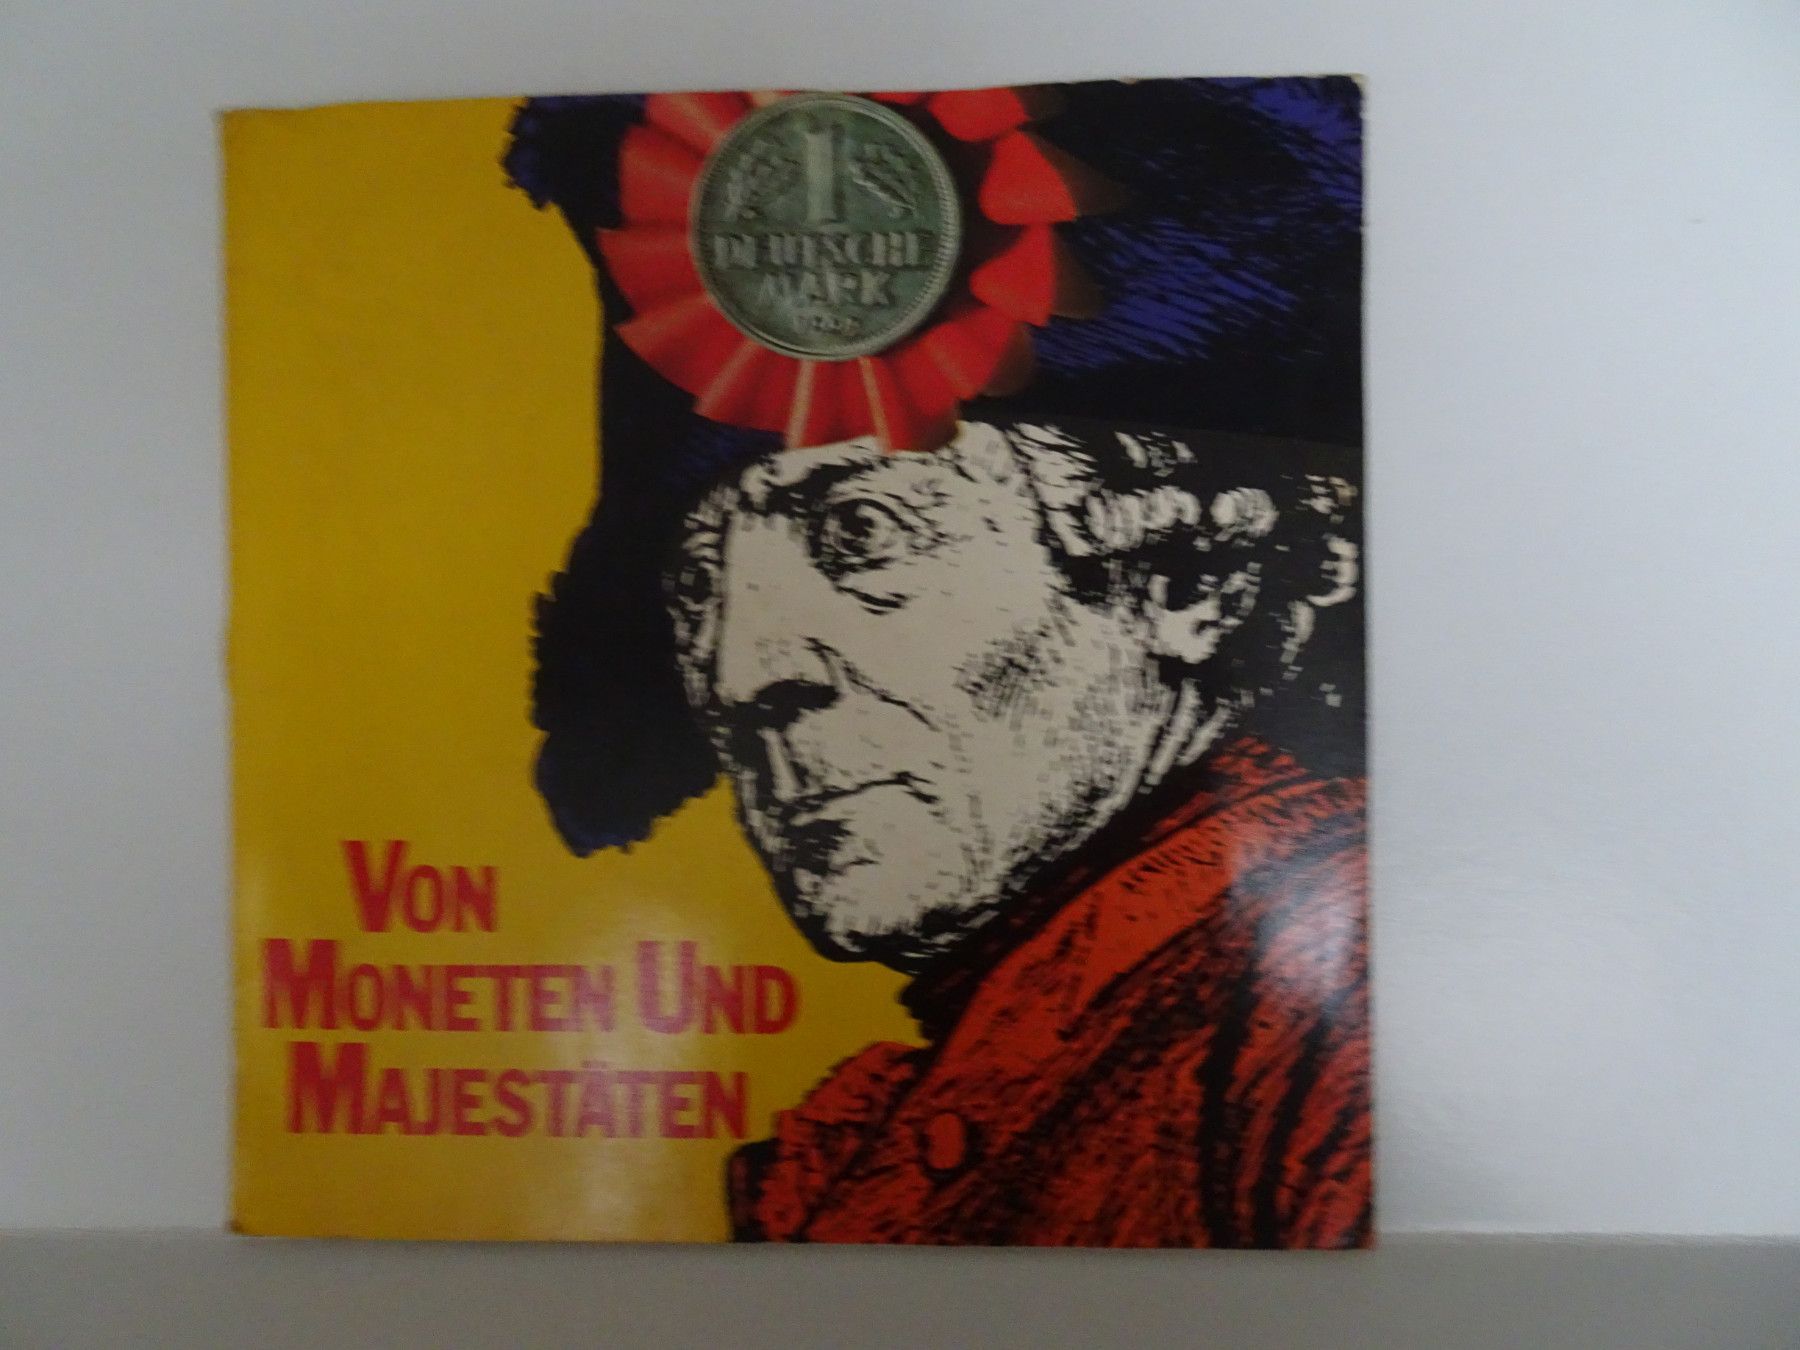 1
DEUTSCHE
MARK
VON
MONETEN UND
MAJESTÄTEN